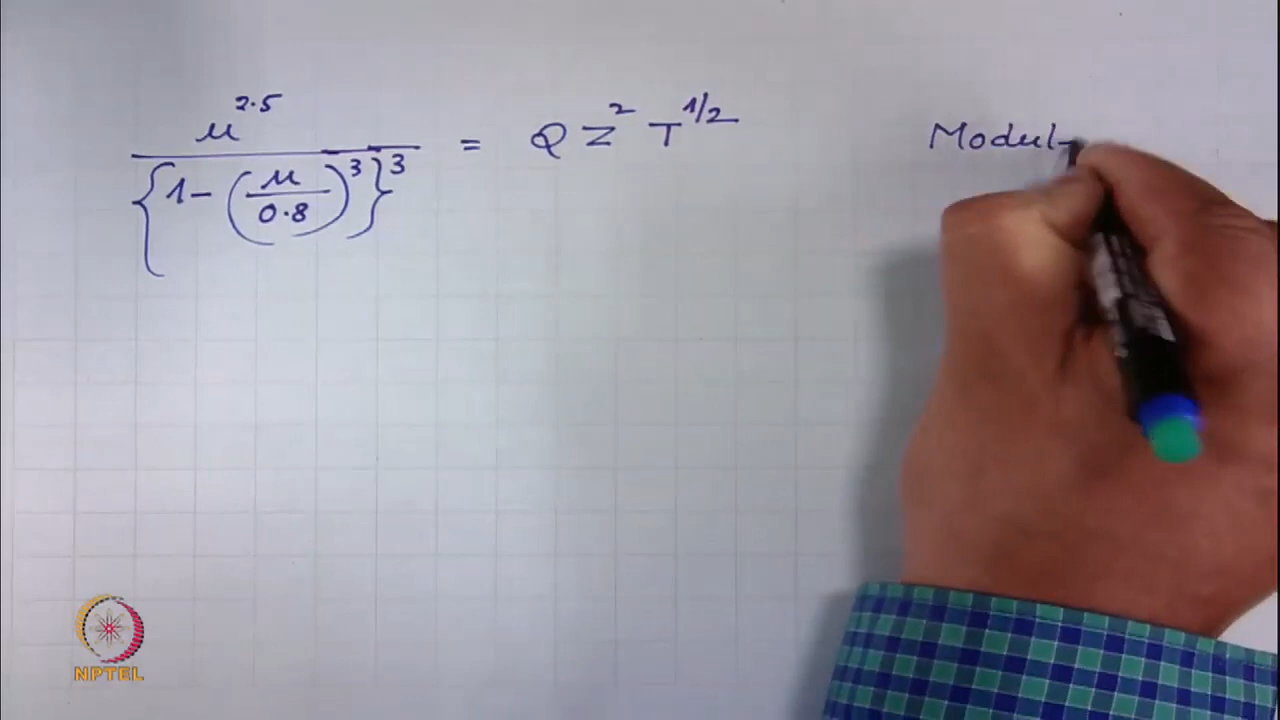 μ^2.5 / {1 - (μ/0.8)^3}^3 = Q Z^2 T^1/2
Modul
NPTEL